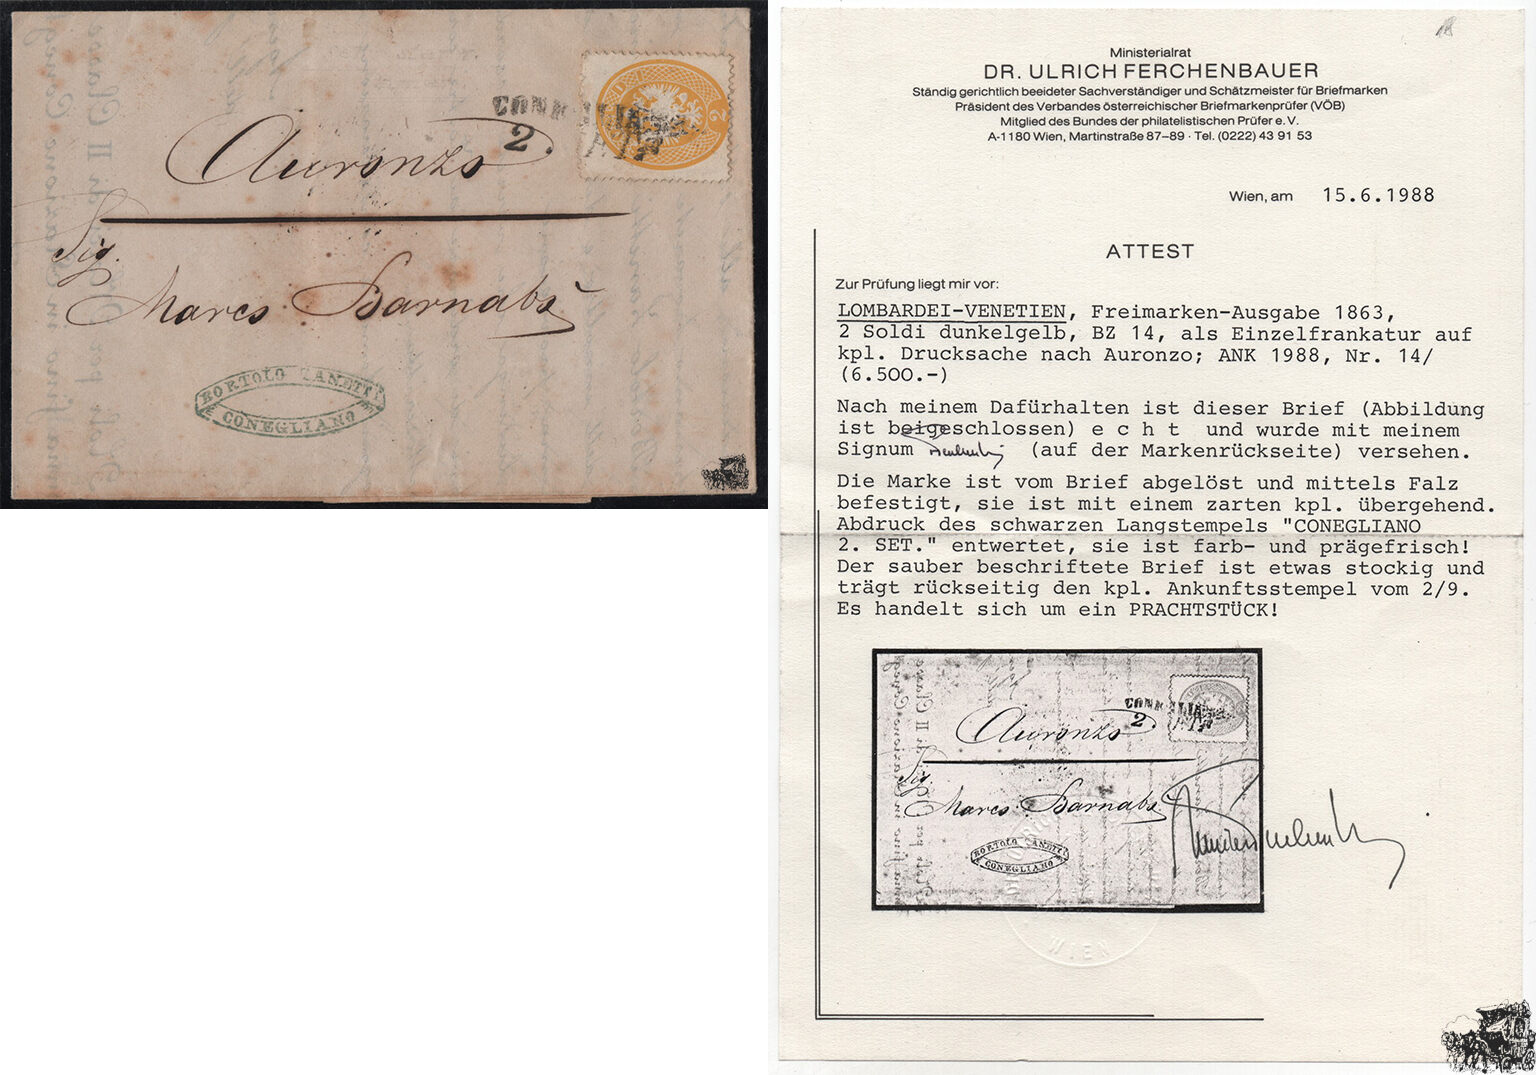 CONEGLIANO
2.
Auronzo
Sig.
Marco Barnabò
BORTOLO ZANETTI
CONEGLIANO
Ministerialrat
DR. ULRICH FERCHENBAUER
Ständig gerichtlich beeideter Sachverständiger und Schätzmeister für Briefmarken
Präsident des Verbandes österreichischer Briefmarkenprüfer (VÖB)
Mitglied des Bundes der philatelistischen Prüfer e. V.
A-1180 Wien, Martinstraße 87–89 · Tel. (0222) 43 91 53
Wien, am 15.6.1988
ATTEST
Zur Prüfung liegt mir vor:
LOMBARDEI-VENETIEN, Freimarken-Ausgabe 1863,
2 Soldi dunkelgelb, BZ 14, als Einzelfrankatur auf
kpl. Drucksache nach Auronzo; ANK 1988, Nr. 14/
(6.500.-)
Nach meinem Dafürhalten ist dieser Brief (Abbildung
ist beigeschlossen) e c h t und wurde mit meinem
Signum (auf der Markenrückseite) versehen.
Die Marke ist vom Brief abgelöst und mittels Falz
befestigt, sie ist mit einem zarten kpl. übergehend.
Abdruck des schwarzen Langstempels "CONEGLIANO
2. SET." entwertet, sie ist farb- und prägefrisch!
Der sauber beschriftete Brief ist etwas stockig und
trägt rückseitig den kpl. Ankunftsstempel vom 2/9.
Es handelt sich um ein PRACHTSTÜCK!
CONEGLIANO
2.
Auronzo
Sig.
Marco Barnabò
BORTOLO ZANETTI
CONEGLIANO
WIEN